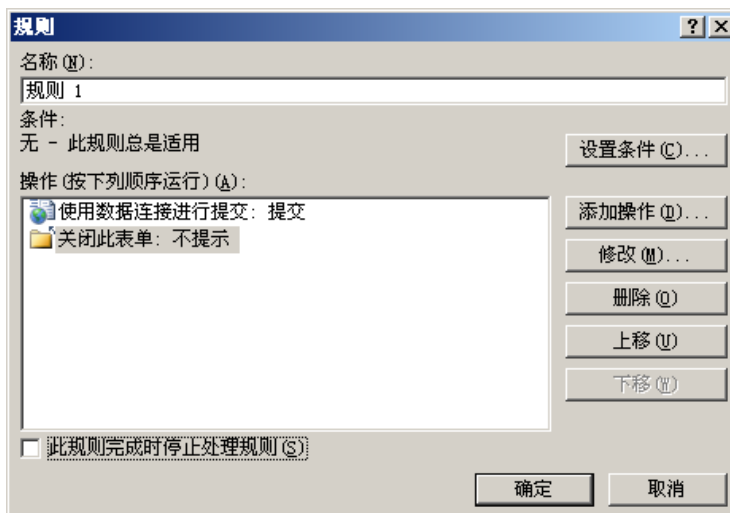 规则
名称(N):
规则 1
条件:
无 - 此规则总是适用
设置条件(C)...
操作(按下列顺序运行)(A):
使用数据连接进行提交: 提交
关闭此表单: 不提示
添加操作(D)...
修改(M)...
删除(O)
上移(U)
下移(W)
此规则完成时停止处理规则(S)
确定
取消